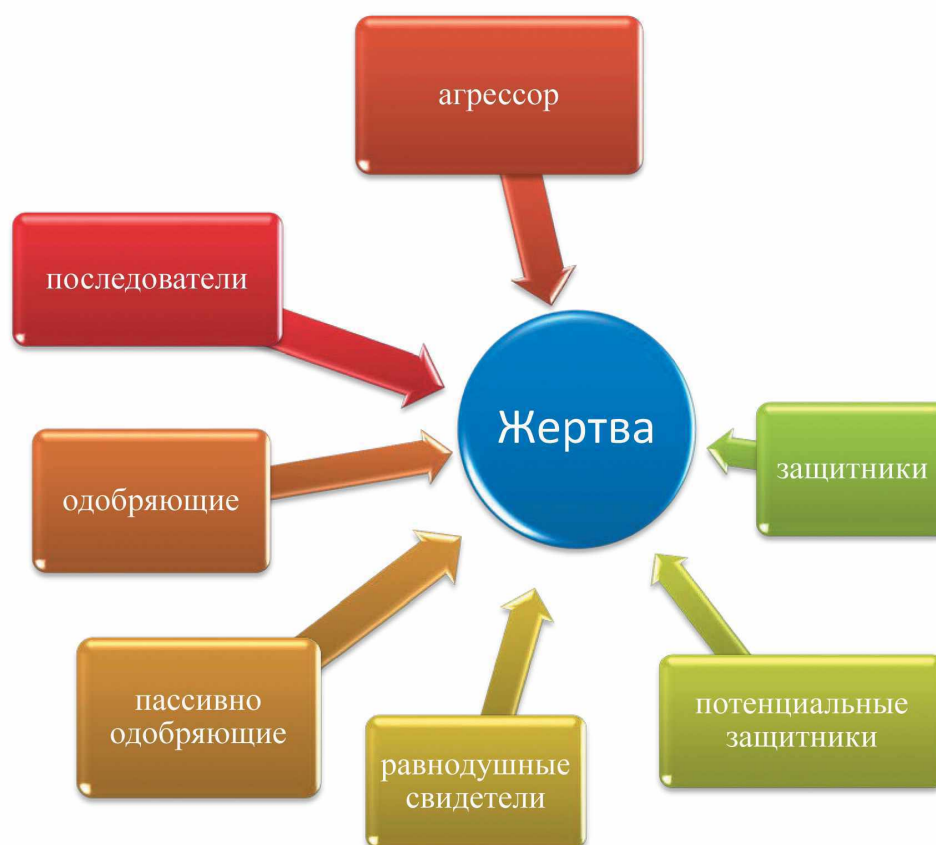 агрессор
последователи
Жертва
защитники
одобряющие
пассивно
одобряющие
равнодушные
свидетели
потенциальные
защитники